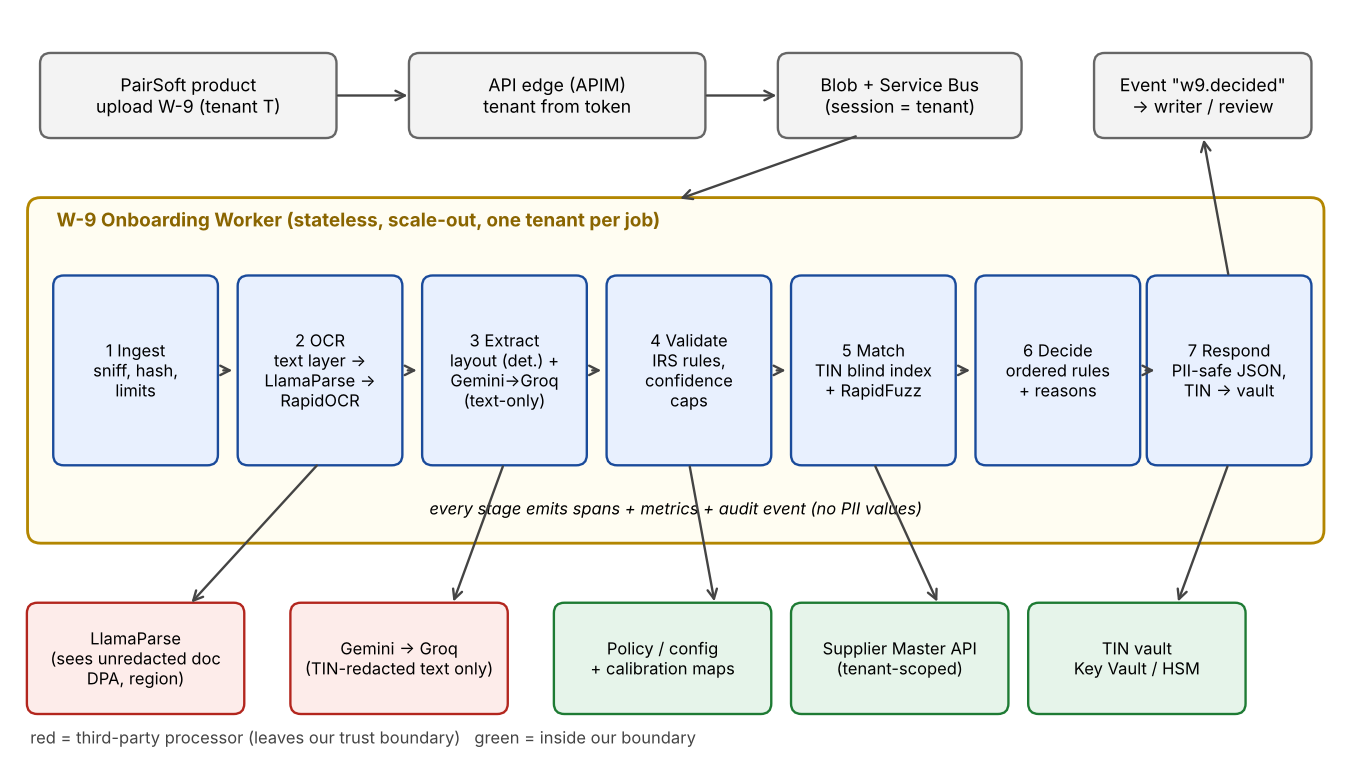 PairSoft product
upload W-9 (tenant T)
API edge (APIM)
tenant from token
Blob + Service Bus
(session = tenant)
Event "w9.decided"
→ writer / review
W-9 Onboarding Worker (stateless, scale-out, one tenant per job)
1 Ingest
sniff, hash,
limits
2 OCR
text layer →
LlamaParse →
RapidOCR
3 Extract
layout (det.) +
Gemini→Groq
(text-only)
4 Validate
IRS rules,
confidence
caps
5 Match
TIN blind index
+ RapidFuzz
6 Decide
ordered rules
+ reasons
7 Respond
PII-safe JSON,
TIN → vault
every stage emits spans + metrics + audit event (no PII values)
LlamaParse
(sees unredacted doc
DPA, region)
Gemini → Groq
(TIN-redacted text only)
Policy / config
+ calibration maps
Supplier Master API
(tenant-scoped)
TIN vault
Key Vault / HSM
red = third-party processor (leaves our trust boundary)   green = inside our boundary